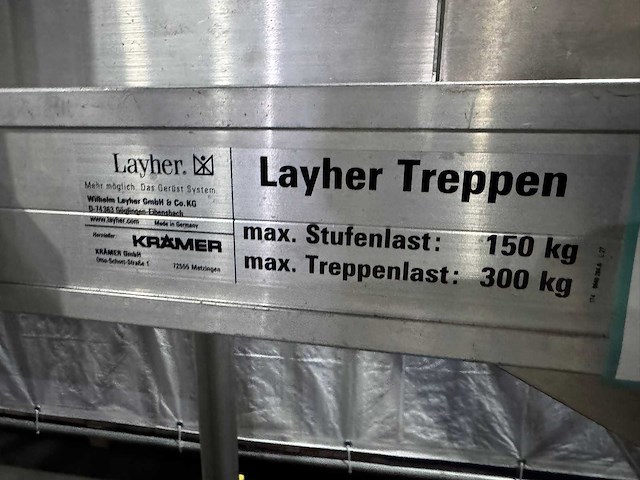 Layher.
Mehr möglich. Das Gerüst System.
Wilhelm Layher GmbH & Co. KG
D-74363 Güglingen-Eibensbach
www.layher.com Made in Germany
Hersteller: KRÄMER
KRÄMER GmbH
Otto-Schott-Straße 1 72555 Metzingen
Layher Treppen
max. Stufenlast: 150 kg
max. Treppenlast: 300 kg